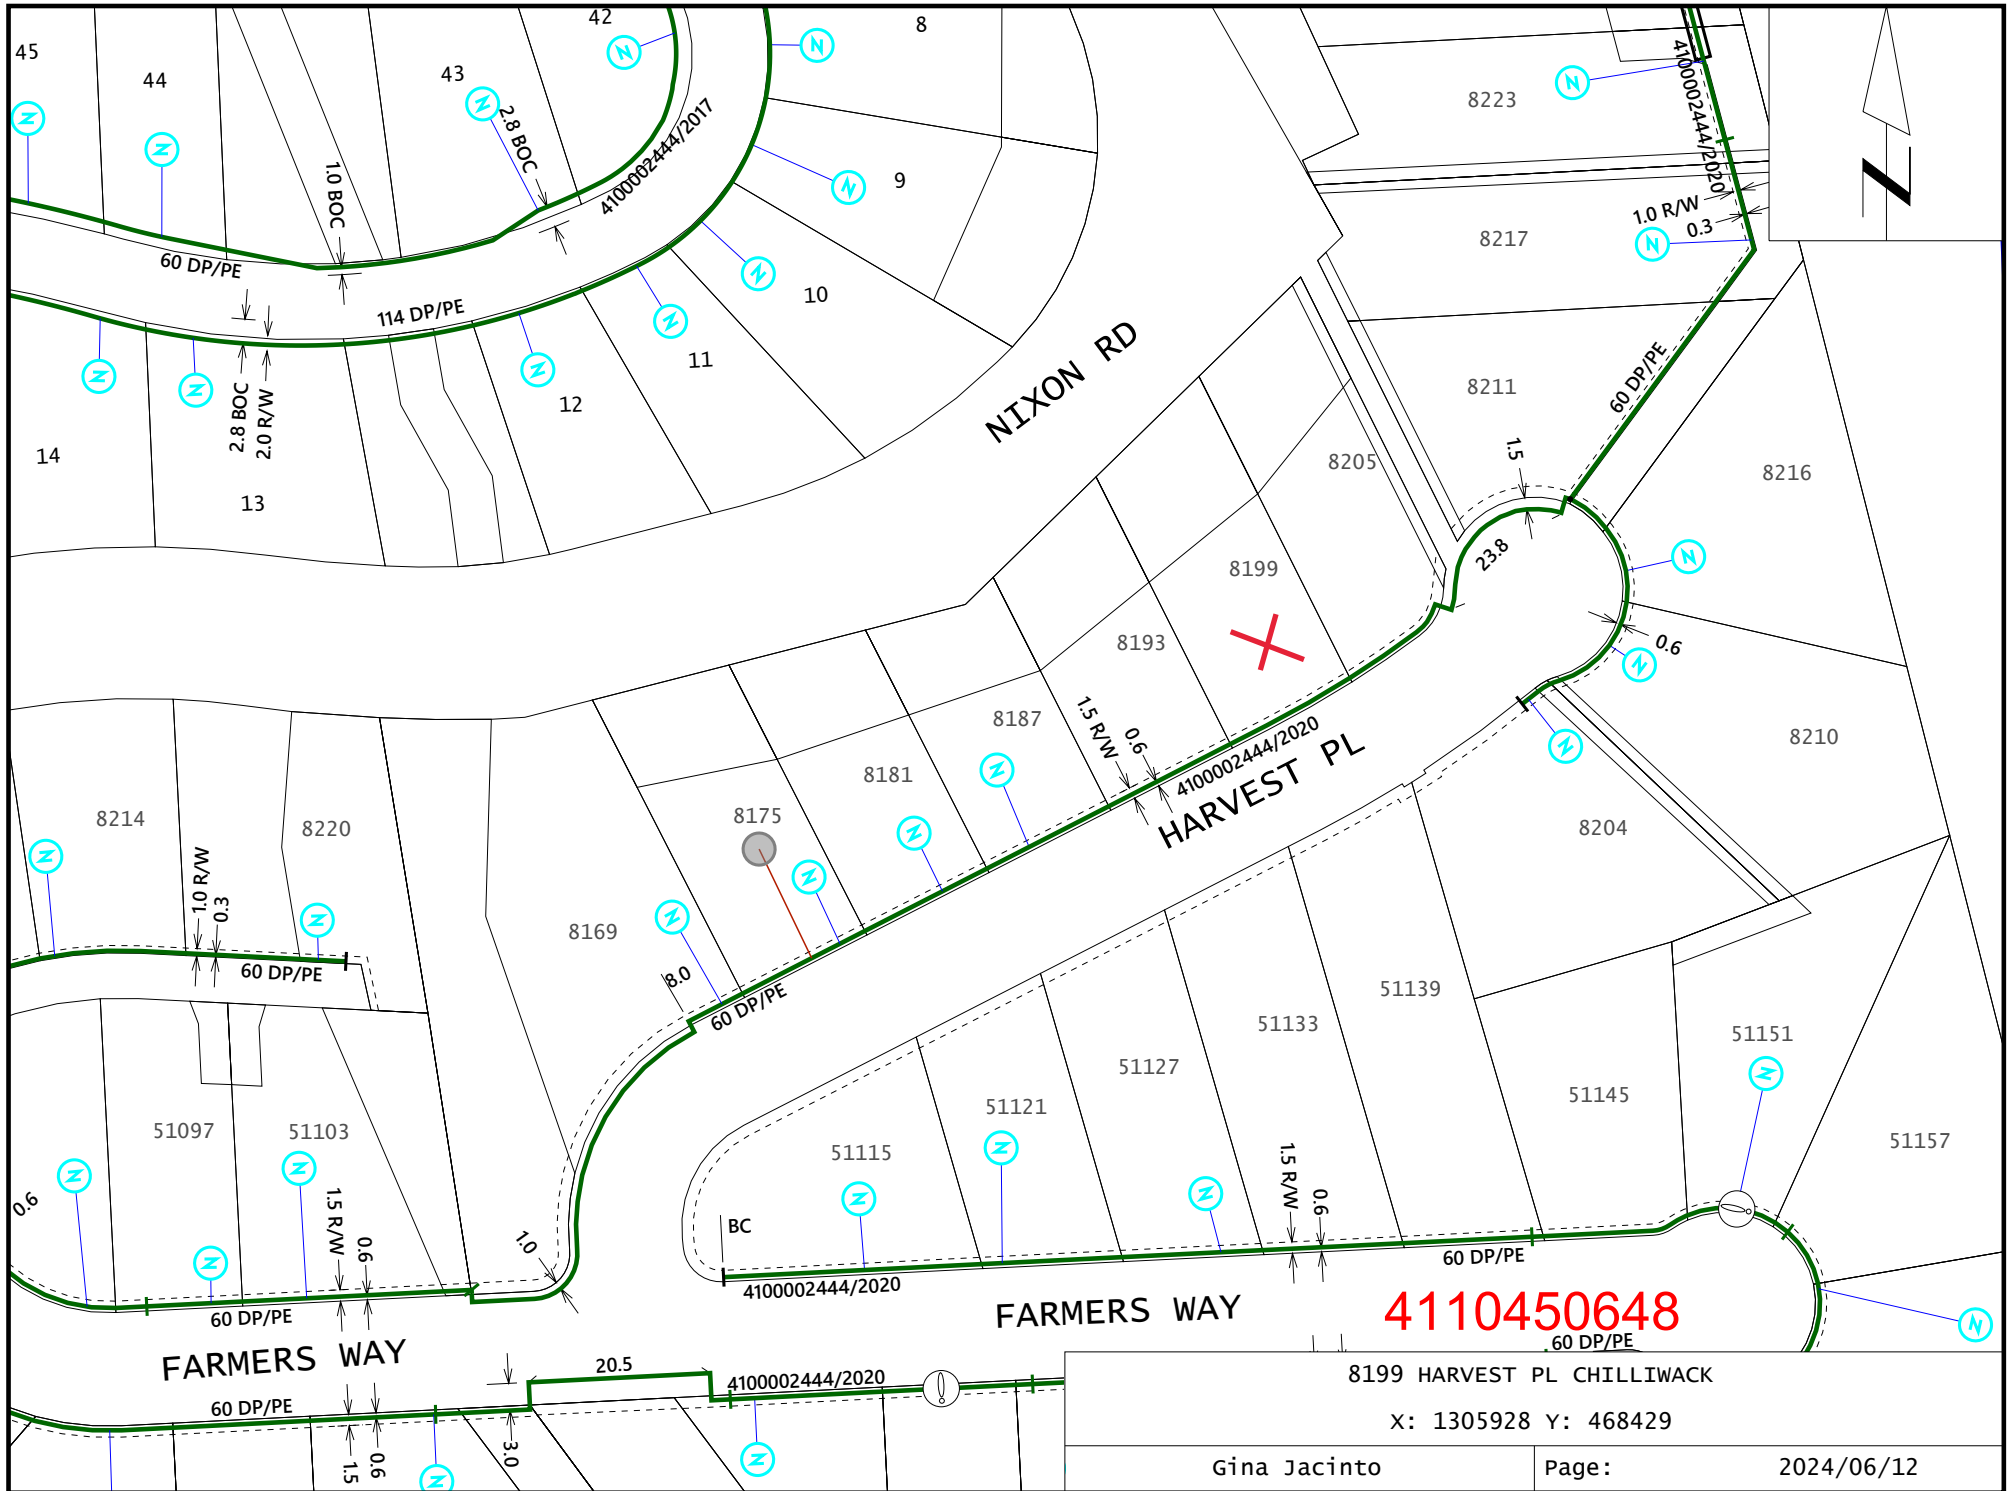 45
44
43
42
8
9
10
11
12
13
14
2.8 BOC
1.0 BOC
4100002444/2017
60 DP/PE
114 DP/PE
2.8 BOC
2.0 R/W
NIXON RD
8223
4100002444/2020
1.0 R/W
0.3
8217
8211
60 DP/PE
8205
1.5
23.8
8216
8199
8193
0.6
8187
1.5 R/W
0.6
4100002444/2020
HARVEST PL
8210
8181
8175
8204
8214
8220
1.0 R/W
0.3
60 DP/PE
8169
8.0
60 DP/PE
51139
51133
51151
51127
51121
51145
51115
51157
51097
51103
0.6
1.5 R/W
0.6
1.0
BC
1.5 R/W
0.6
60 DP/PE
4100002444/2020
60 DP/PE
FARMERS WAY
FARMERS WAY
4110450648
60 DP/PE
20.5
4100002444/2020
60 DP/PE
1.5
0.6
3.0
8199 HARVEST PL CHILLIWACK
X: 1305928 Y: 468429
Gina Jacinto
Page:
2024/06/12
N